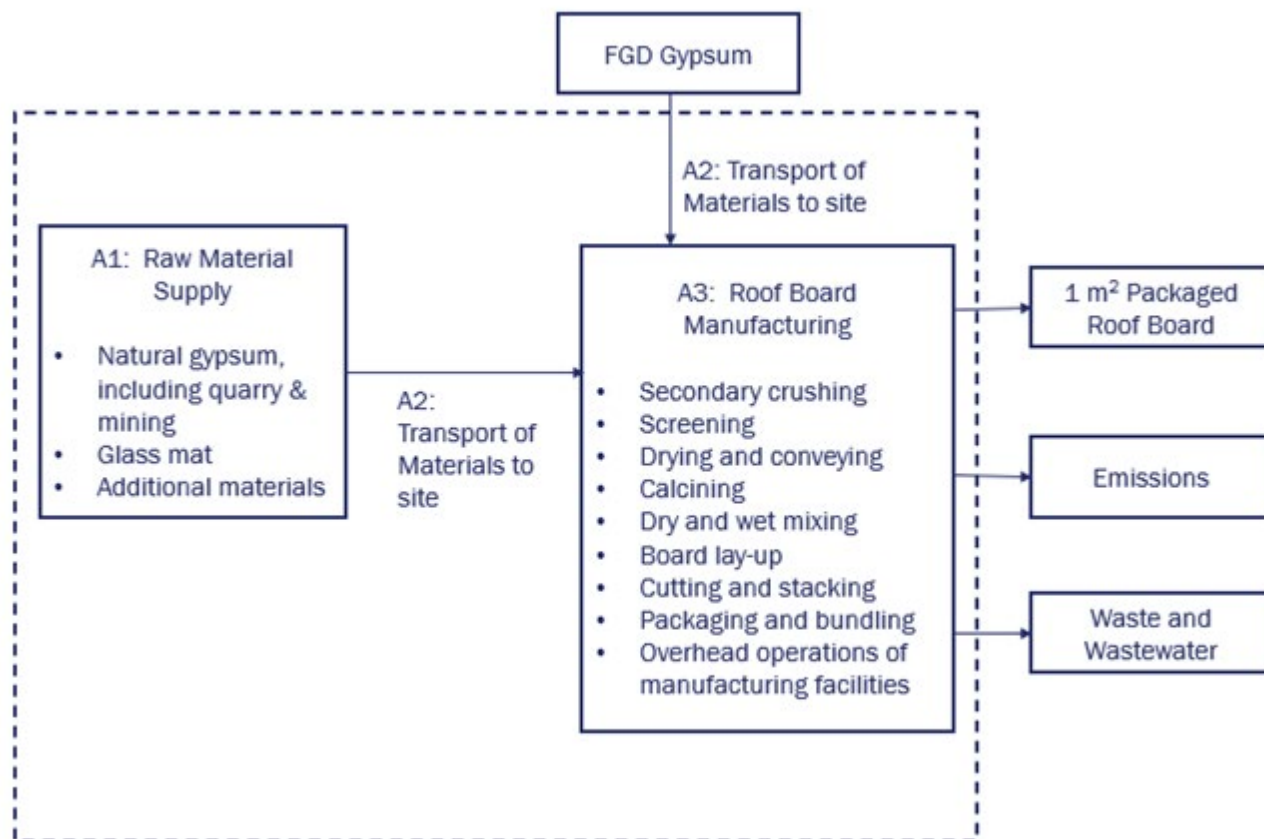 FGD Gypsum
A2: Transport of
Materials to site
A1: Raw Material
Supply
• Natural gypsum,
including quarry &
mining
• Glass mat
• Additional materials
A2:
Transport of
Materials to
site
A3: Roof Board
Manufacturing
• Secondary crushing
• Screening
• Drying and conveying
• Calcining
• Dry and wet mixing
• Board lay-up
• Cutting and stacking
• Packaging and bundling
• Overhead operations of
manufacturing facilities
1 m² Packaged
Roof Board
Emissions
Waste and
Wastewater